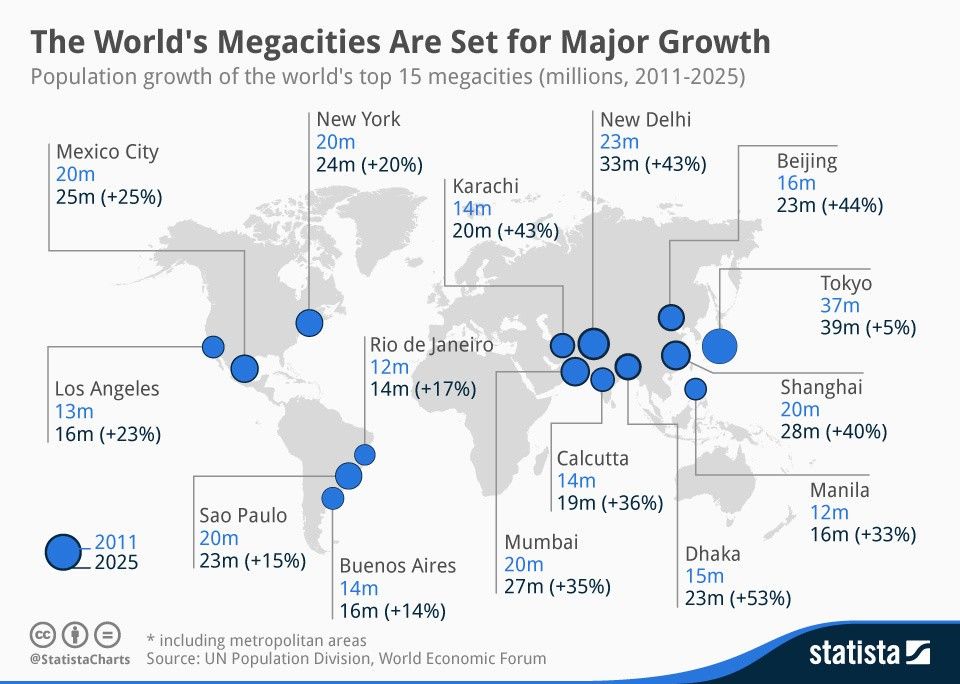 The World's Megacities Are Set for Major Growth
Population growth of the world's top 15 megacities (millions, 2011-2025)
Mexico City
20m
25m (+25%)
New York
20m
24m (+20%)
Karachi
14m
20m (+43%)
New Delhi
23m
33m (+43%)
Beijing
16m
23m (+44%)
Tokyo
37m
39m (+5%)
Los Angeles
13m
16m (+23%)
Rio de Janeiro
12m
14m (+17%)
Shanghai
20m
28m (+40%)
Calcutta
14m
19m (+36%)
Manila
12m
16m (+33%)
Sao Paulo
20m
23m (+15%)
Buenos Aires
14m
16m (+14%)
Mumbai
20m
27m (+35%)
Dhaka
15m
23m (+53%)
2011
2025
cc
@StatistaCharts
* including metropolitan areas
Source: UN Population Division, World Economic Forum
statista